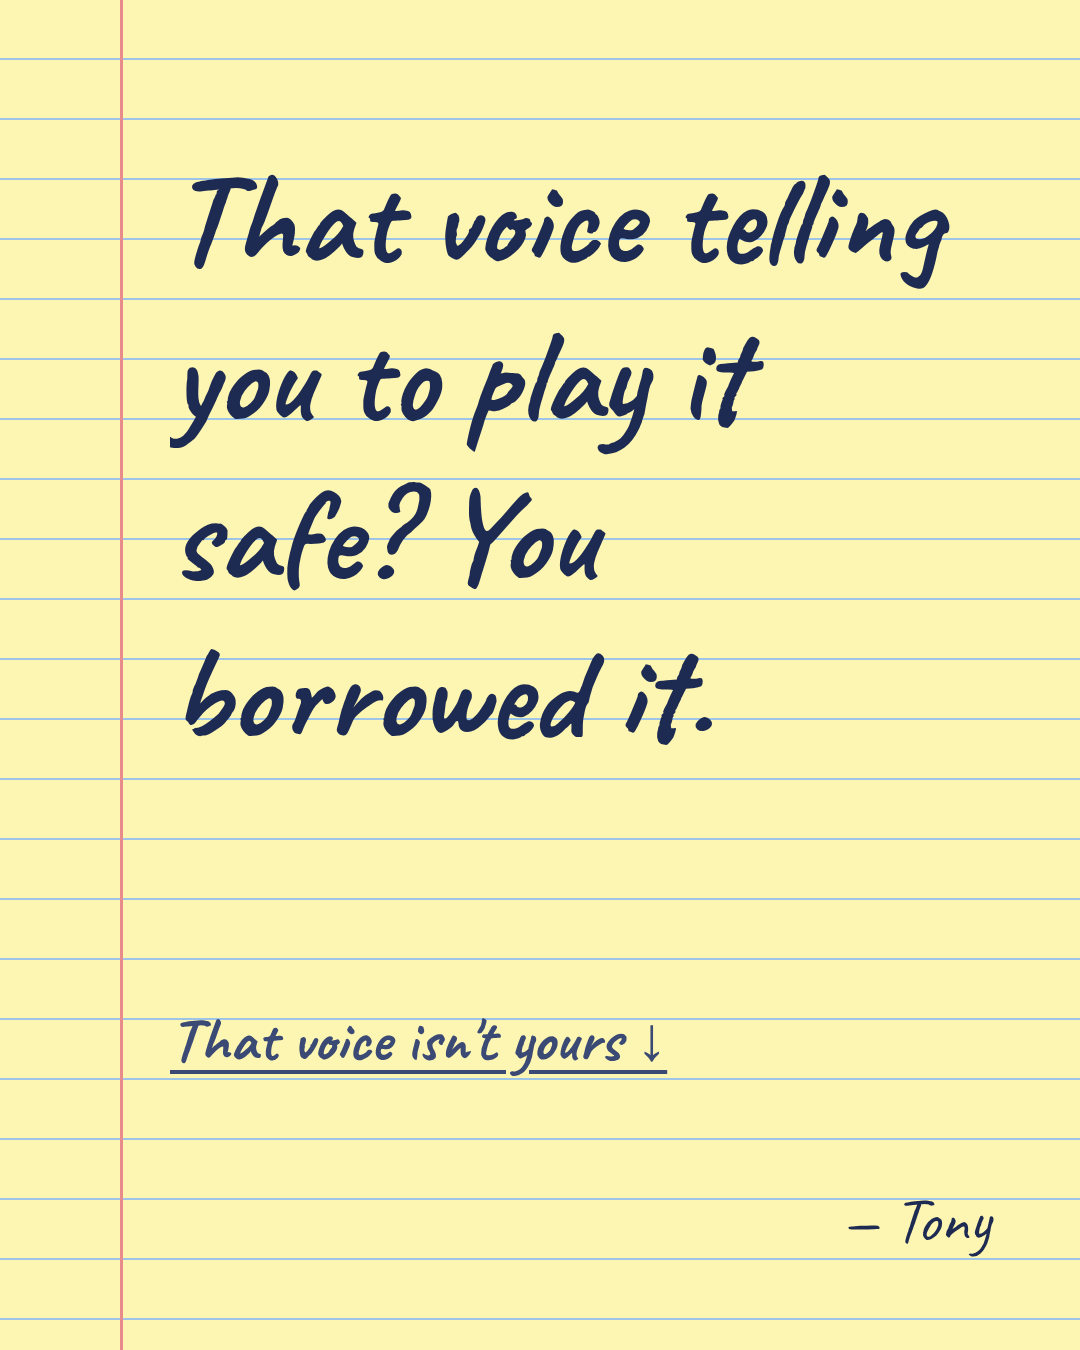 That voice telling
you to play it
safe? You
borrowed it.
That voice isn't yours ↓
– Tony